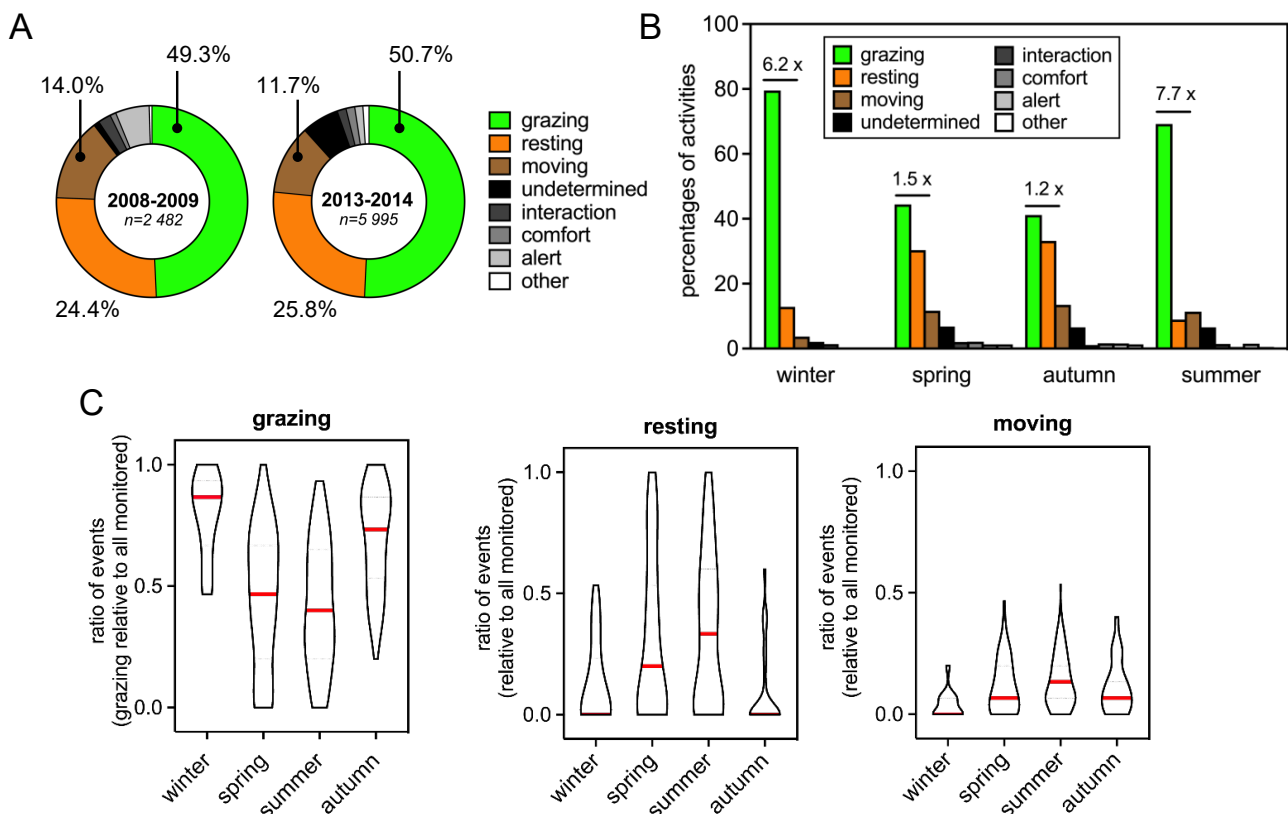 A
49.3%
14.0%
2008-2009
n=2 482
24.4%
50.7%
11.7%
2013-2014
n=5 995
25.8%
grazing
resting
moving
undetermined
interaction
comfort
alert
other
B
percentages of activities
100
80
60
40
20
0
grazing
resting
moving
undetermined
interaction
comfort
alert
other
6.2 x
1.5 x
1.2 x
7.7 x
winter
spring
autumn
summer
C
grazing
ratio of events
(grazing relative to all monitored)
1.0
0.5
0.0
winter
spring
summer
autumn
resting
ratio of events
(relative to all monitored)
1.0
0.5
0.0
winter
spring
summer
autumn
moving
ratio of events
(relative to all monitored)
1.0
0.5
0.0
winter
spring
summer
autumn